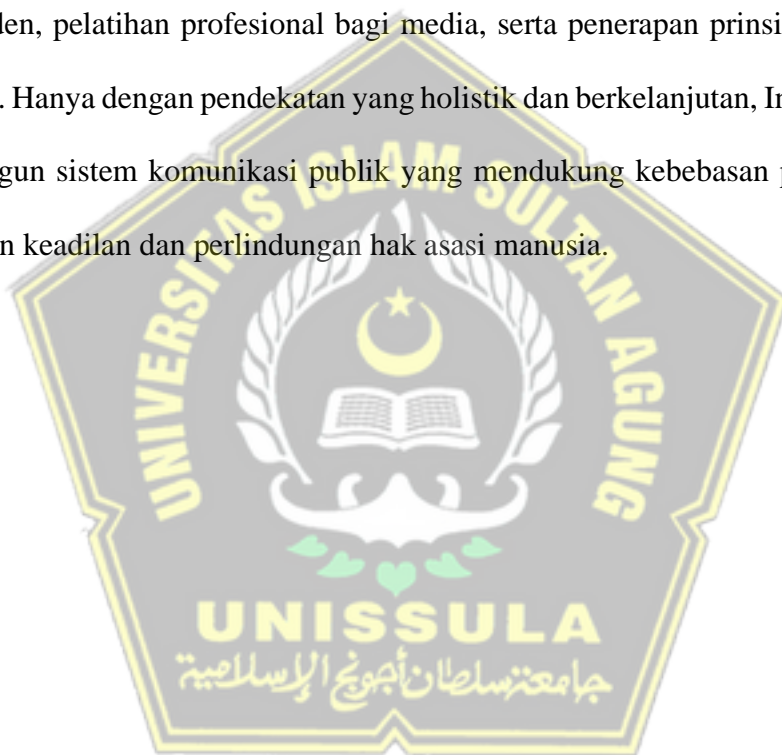 den, pelatihan profesional bagi media, serta penerapan prinsi
. Hanya dengan pendekatan yang holistik dan berkelanjutan, In
gun sistem komunikasi publik yang mendukung kebebasan p
n keadilan dan perlindungan hak asasi manusia.
UNIVERSITAS ISLAM SULTAN AGUNG
UNISSULA
جامعة سلطان أجونج الإسلامية